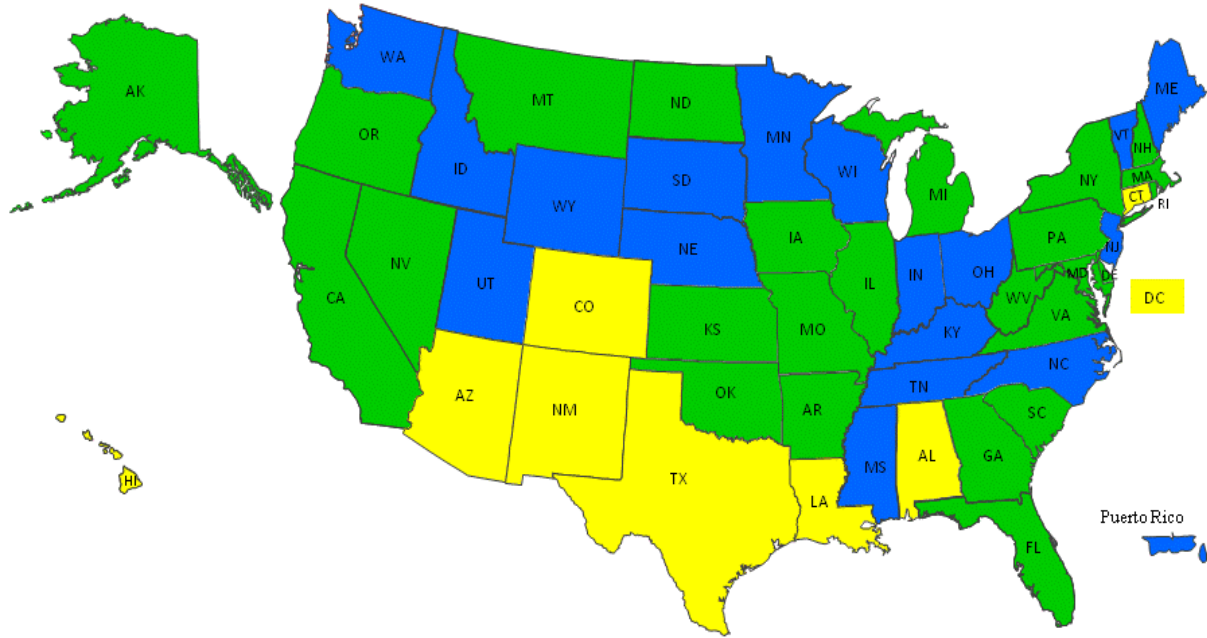 AK
WA
MT
ND
MN
ME
VT
NH
OR
ID
WY
SD
WI
MI
NY
MA
CT
RI
NV
UT
NE
IA
PA
NJ
CA
CO
KS
MO
IL
IN
OH
WV
MD
DE
VA
DC
KY
AZ
NM
OK
AR
TN
NC
SC
HI
TX
LA
MS
AL
GA
FL
Puerto Rico